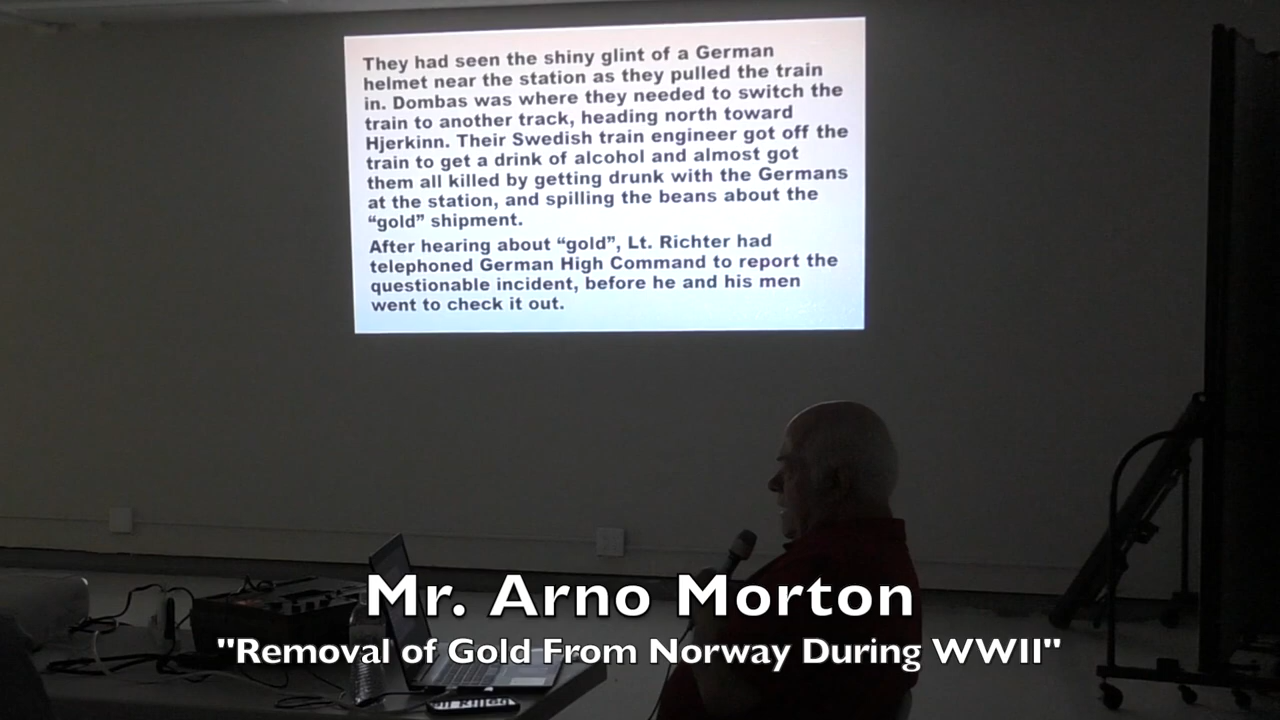 They had seen the shiny glint of a German
helmet near the station as they pulled the train
in. Dombas was where they needed to switch the
train to another track, heading north toward
Hjerkinn. Their Swedish train engineer got off the
train to get a drink of alcohol and almost got
them all killed by getting drunk with the Germans
at the station, and spilling the beans about the
“gold” shipment.
After hearing about “gold”, Lt. Richter had
telephoned German High Command to report the
questionable incident, before he and his men
went to check it out.
Mr. Arno Morton
"Removal of Gold From Norway During WWII"